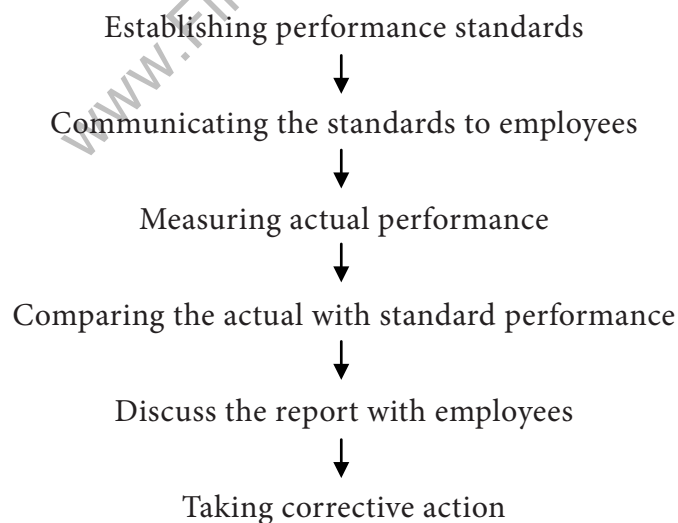 Establishing performance standards
Communicating the standards to employees
Measuring actual performance
Comparing the actual with standard performance
Discuss the report with employees
Taking corrective action